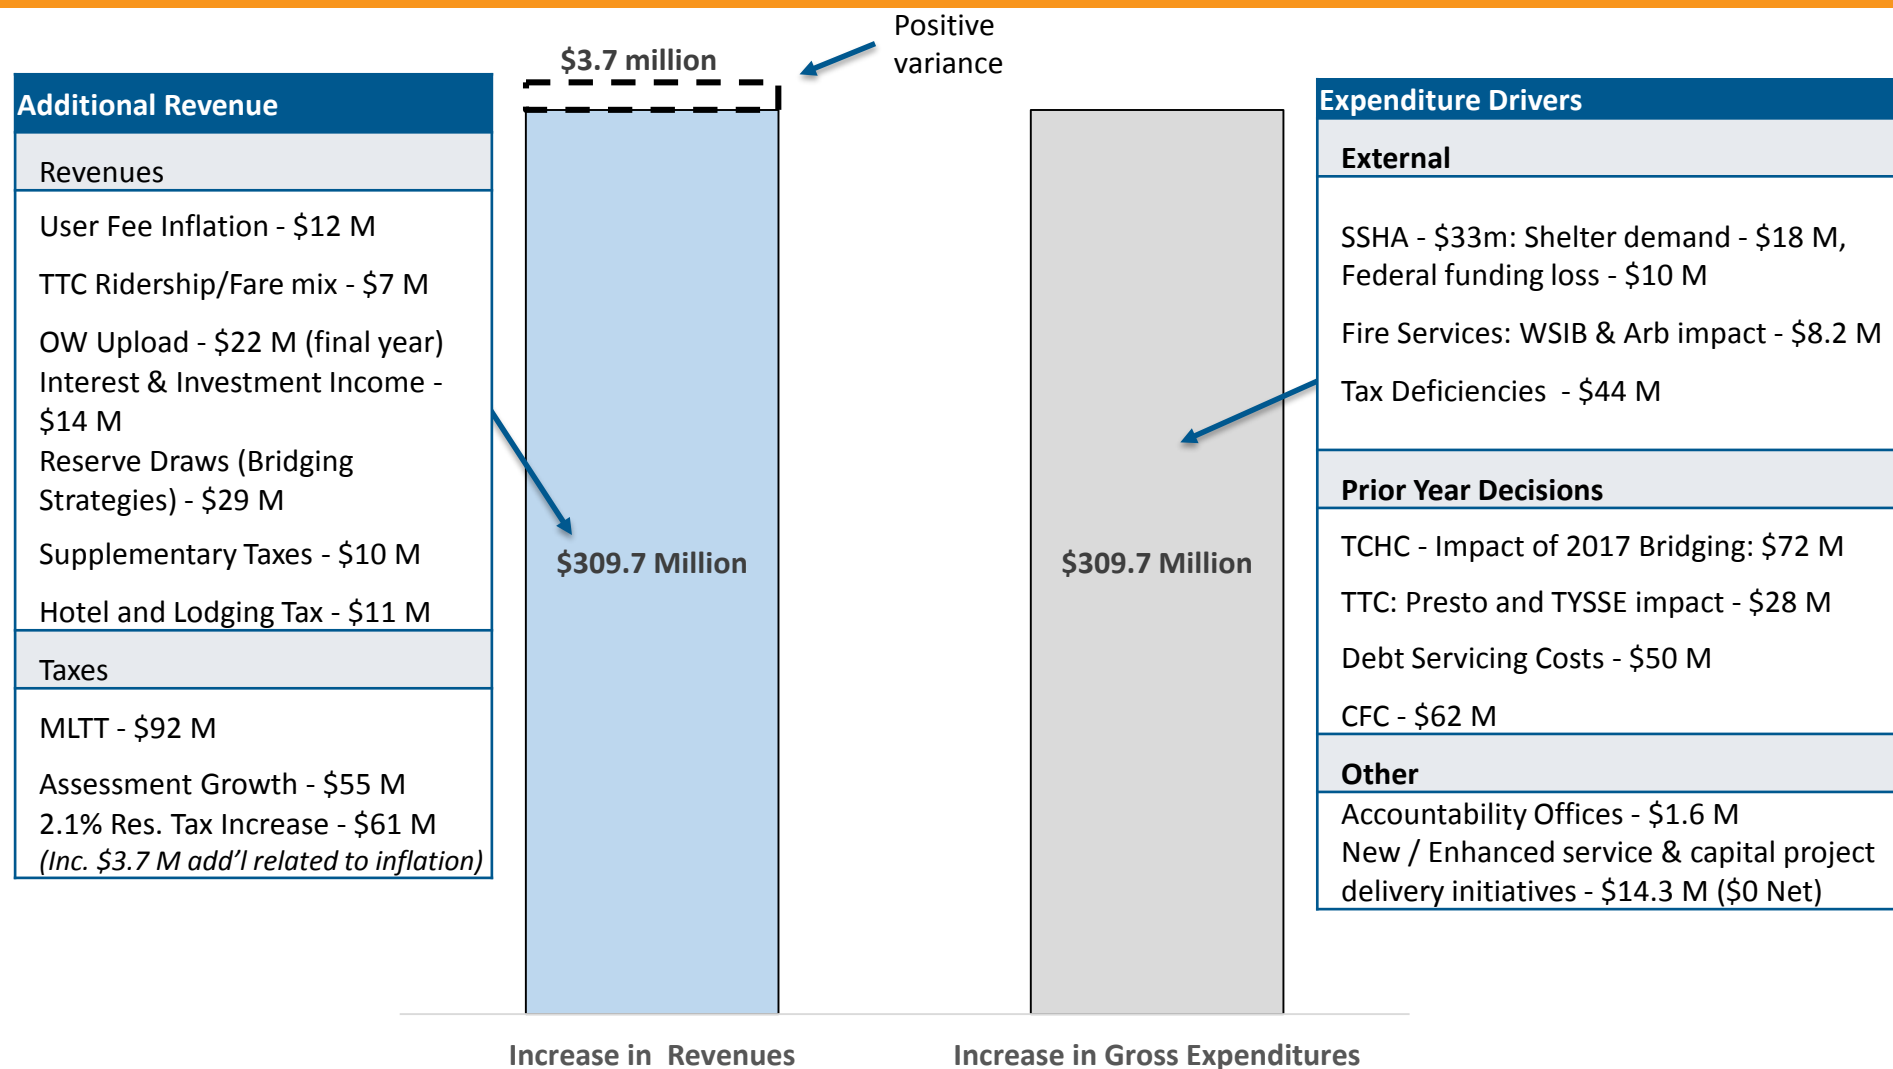 Positive
variance
$3.7 million
Additional Revenue
Revenues
User Fee Inflation - $12 M
TTC Ridership/Fare mix - $7 M
OW Upload - $22 M (final year)
Interest & Investment Income -
$14 M
Reserve Draws (Bridging
Strategies) - $29 M
Supplementary Taxes - $10 M
Hotel and Lodging Tax - $11 M
Taxes
MLTT - $92 M
Assessment Growth - $55 M
2.1% Res. Tax Increase - $61 M
(Inc. $3.7 M add’l related to inflation)
$309.7 Million
$309.7 Million
Expenditure Drivers
External
SSHA - $33m: Shelter demand - $18 M,
Federal funding loss - $10 M
Fire Services: WSIB & Arb impact - $8.2 M
Tax Deficiencies - $44 M
Prior Year Decisions
TCHC - Impact of 2017 Bridging: $72 M
TTC: Presto and TYSSE impact - $28 M
Debt Servicing Costs - $50 M
CFC - $62 M
Other
Accountability Offices - $1.6 M
New / Enhanced service & capital project
delivery initiatives - $14.3 M ($0 Net)
Increase in Revenues
Increase in Gross Expenditures